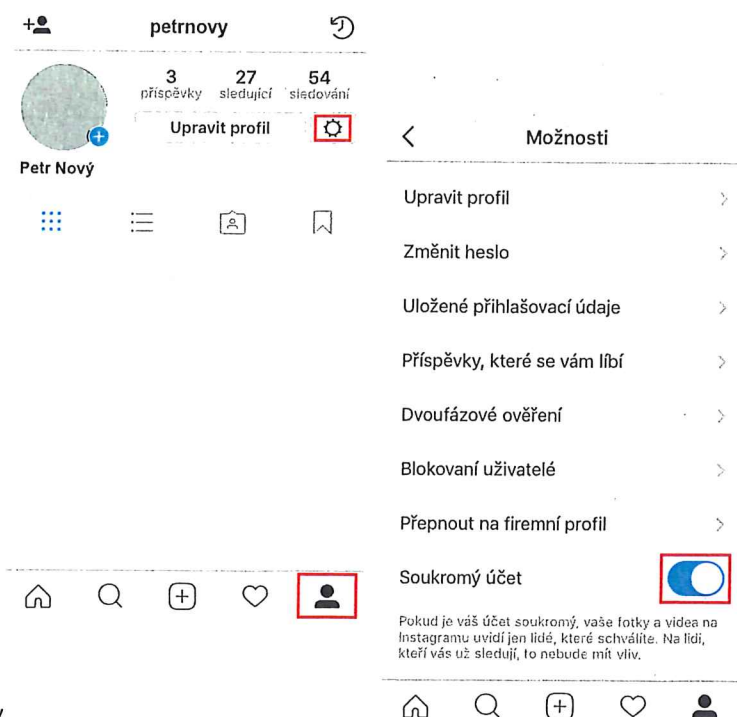 petrnovy
3 27 54
příspěvky sledující sledování
Upravit profil
Petr Nový
Možnosti
Upravit profil
Změnit heslo
Uložené přihlašovací údaje
Příspěvky, které se vám líbí
Dvoufázové ověření
Blokovaní uživatelé
Přepnout na firemní profil
Soukromý účet
Pokud je váš účet soukromý, vaše fotky a videa na
Instagramu uvidí jen lidé, které schválíte. Na lidi,
kteří vás už sledují, to nebude mít vliv.